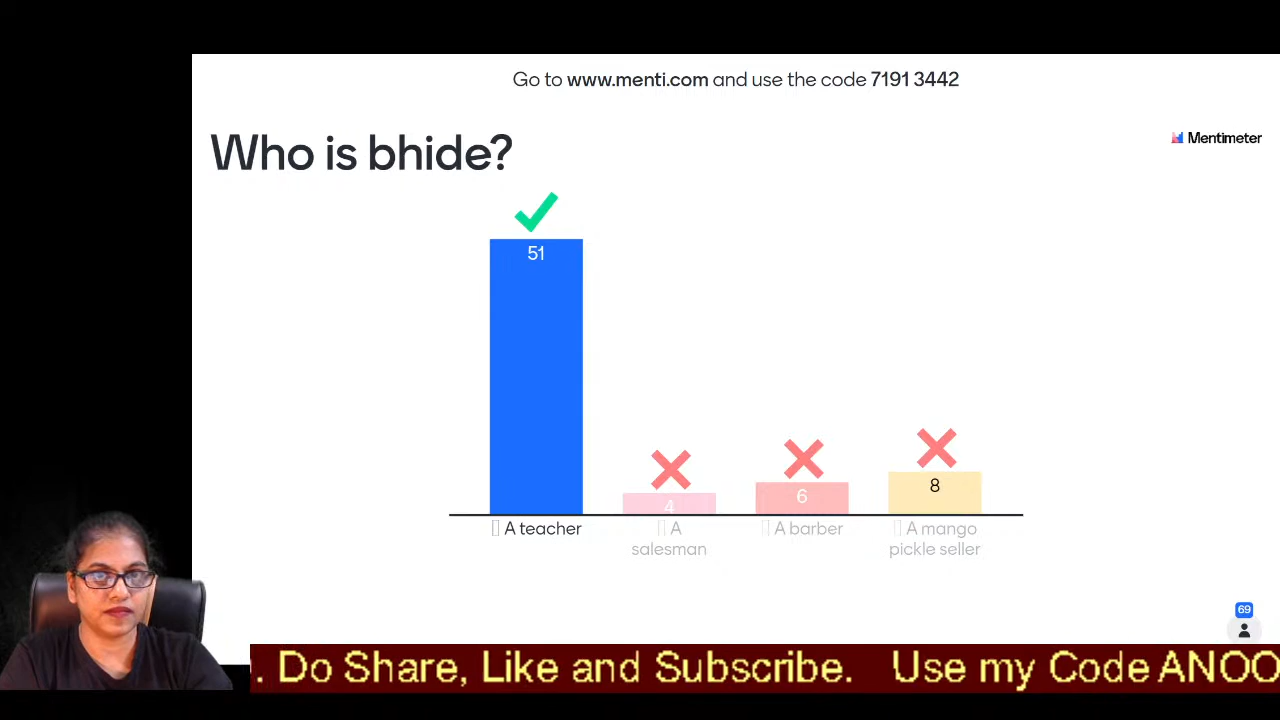 Go to www.menti.com and use the code 7191 3442
Mentimeter
Who is bhide?
51
4
6
8
A teacher
A
salesman
A barber
A mango
pickle seller
69
. Do Share, Like and Subscribe. Use my Code ANOO